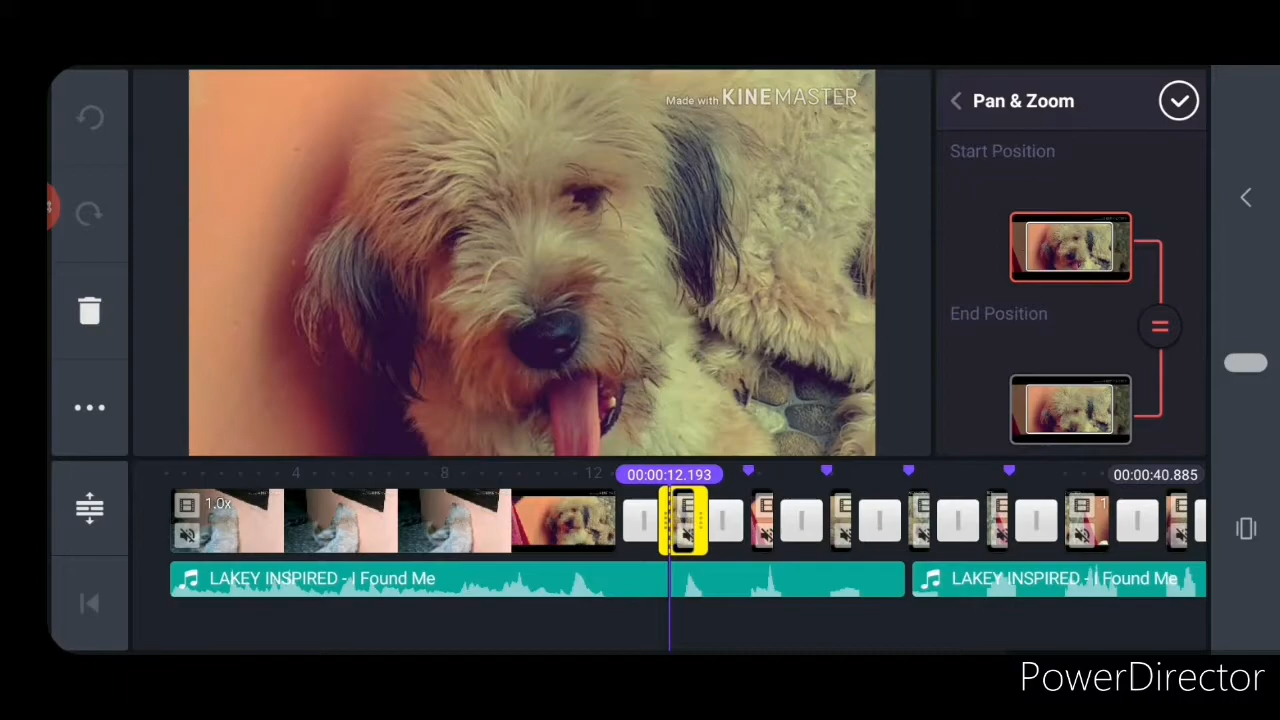 Made with KINEMASTER
Pan & Zoom
Start Position
End Position
4
8
12
00:00:12.193
00:00:40.885
1.0x
1
LAKEY INSPIRED - I Found Me
LAKEY INSPIRED - I Found Me
PowerDirector